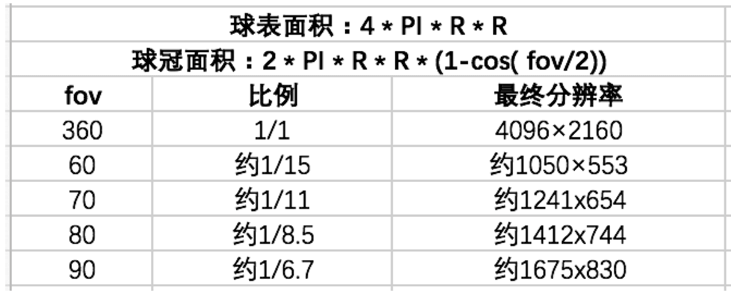 球表面积：4 * PI * R * R
球冠面积：2 * PI * R * R * (1-cos( fov/2))
fov 比例 最终分辨率
360 1/1 4096×2160
60 约1/15 约1050×553
70 约1/11 约1241x654
80 约1/8.5 约1412x744
90 约1/6.7 约1675x830